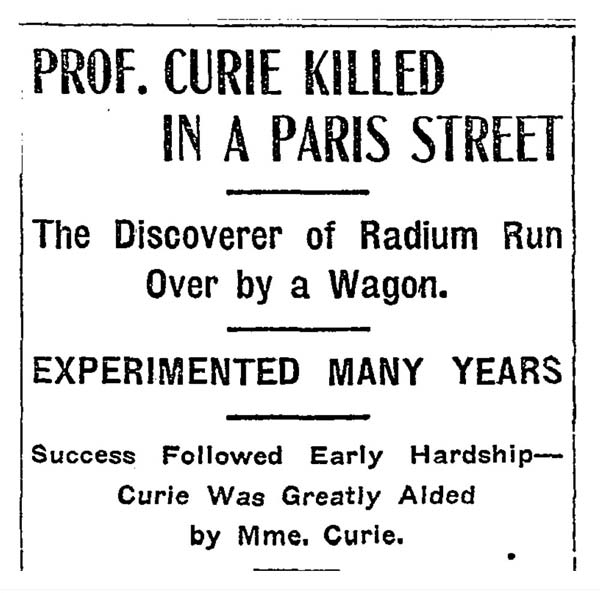 PROF. CURIE KILLED
IN A PARIS STREET
The Discoverer of Radium Run
Over by a Wagon.
EXPERIMENTED MANY YEARS
Success Followed Early Hardship—
Curie Was Greatly Aided
by Mme. Curie.